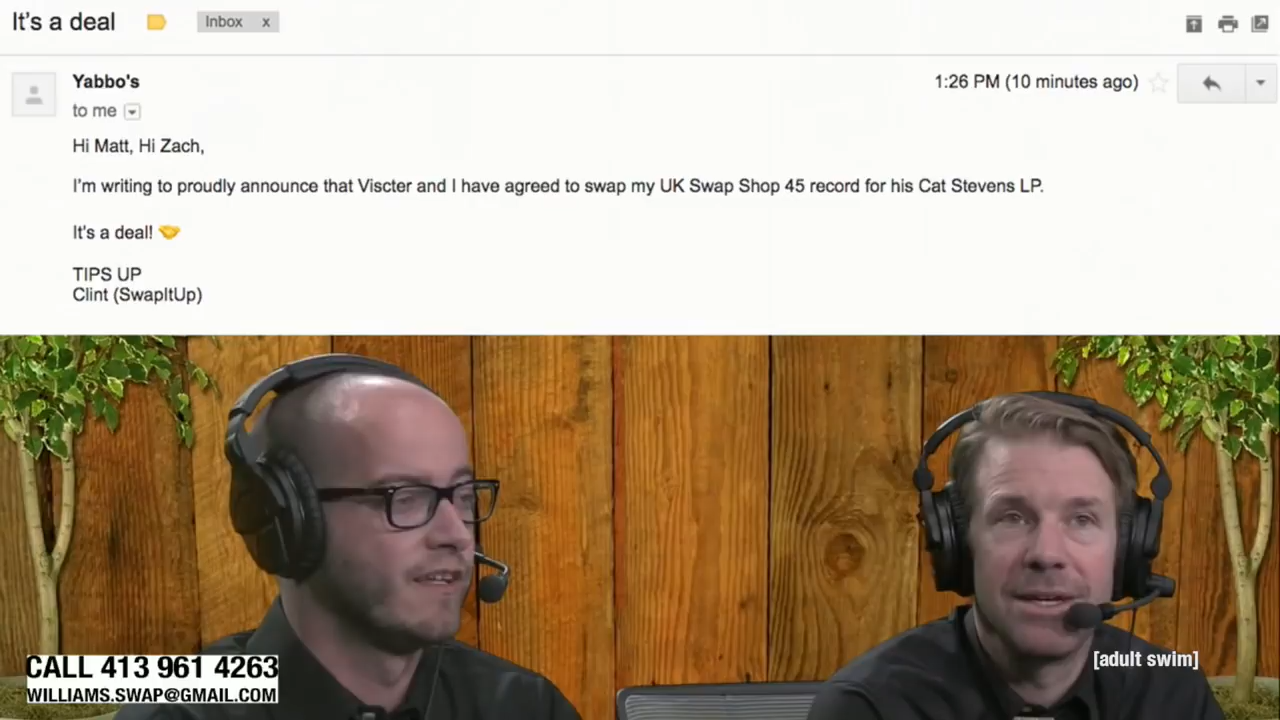 It's a deal
Inbox x
Yabbo's
1:26 PM (10 minutes ago)
to me
Hi Matt, Hi Zach,
I'm writing to proudly announce that Viscter and I have agreed to swap my UK Swap Shop 45 record for his Cat Stevens LP.
It's a deal! 🤝
TIPS UP
Clint (SwapItUp)
CALL 413 961 4263
WILLIAMS.SWAP@GMAIL.COM
[adult swim]